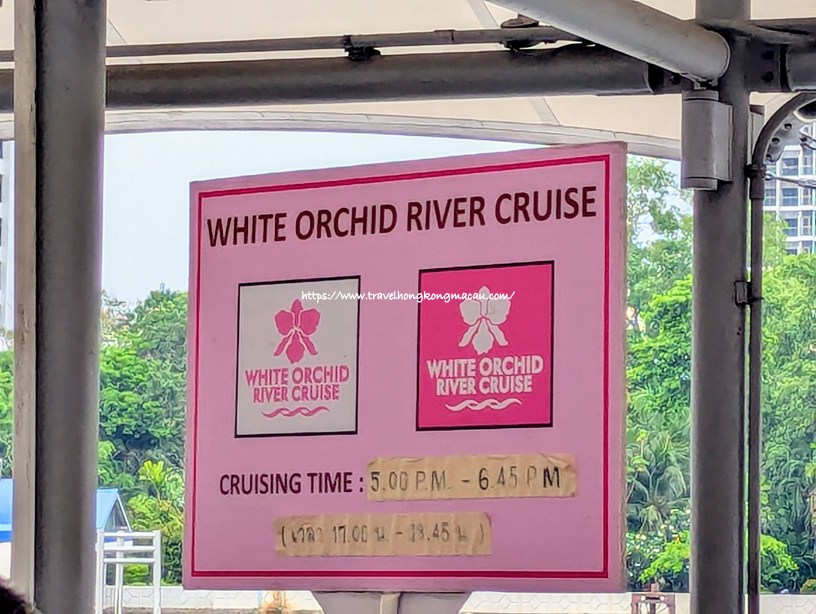 WHITE ORCHID RIVER CRUISE
https://www.travelhongkongmacau.com/
WHITE ORCHID
RIVER CRUISE
WHITE ORCHID
RIVER CRUISE
CRUISING TIME : 5.00 P.M. - 6.45 P.M
(เวลา 17.00 น. - 18.45 น.)